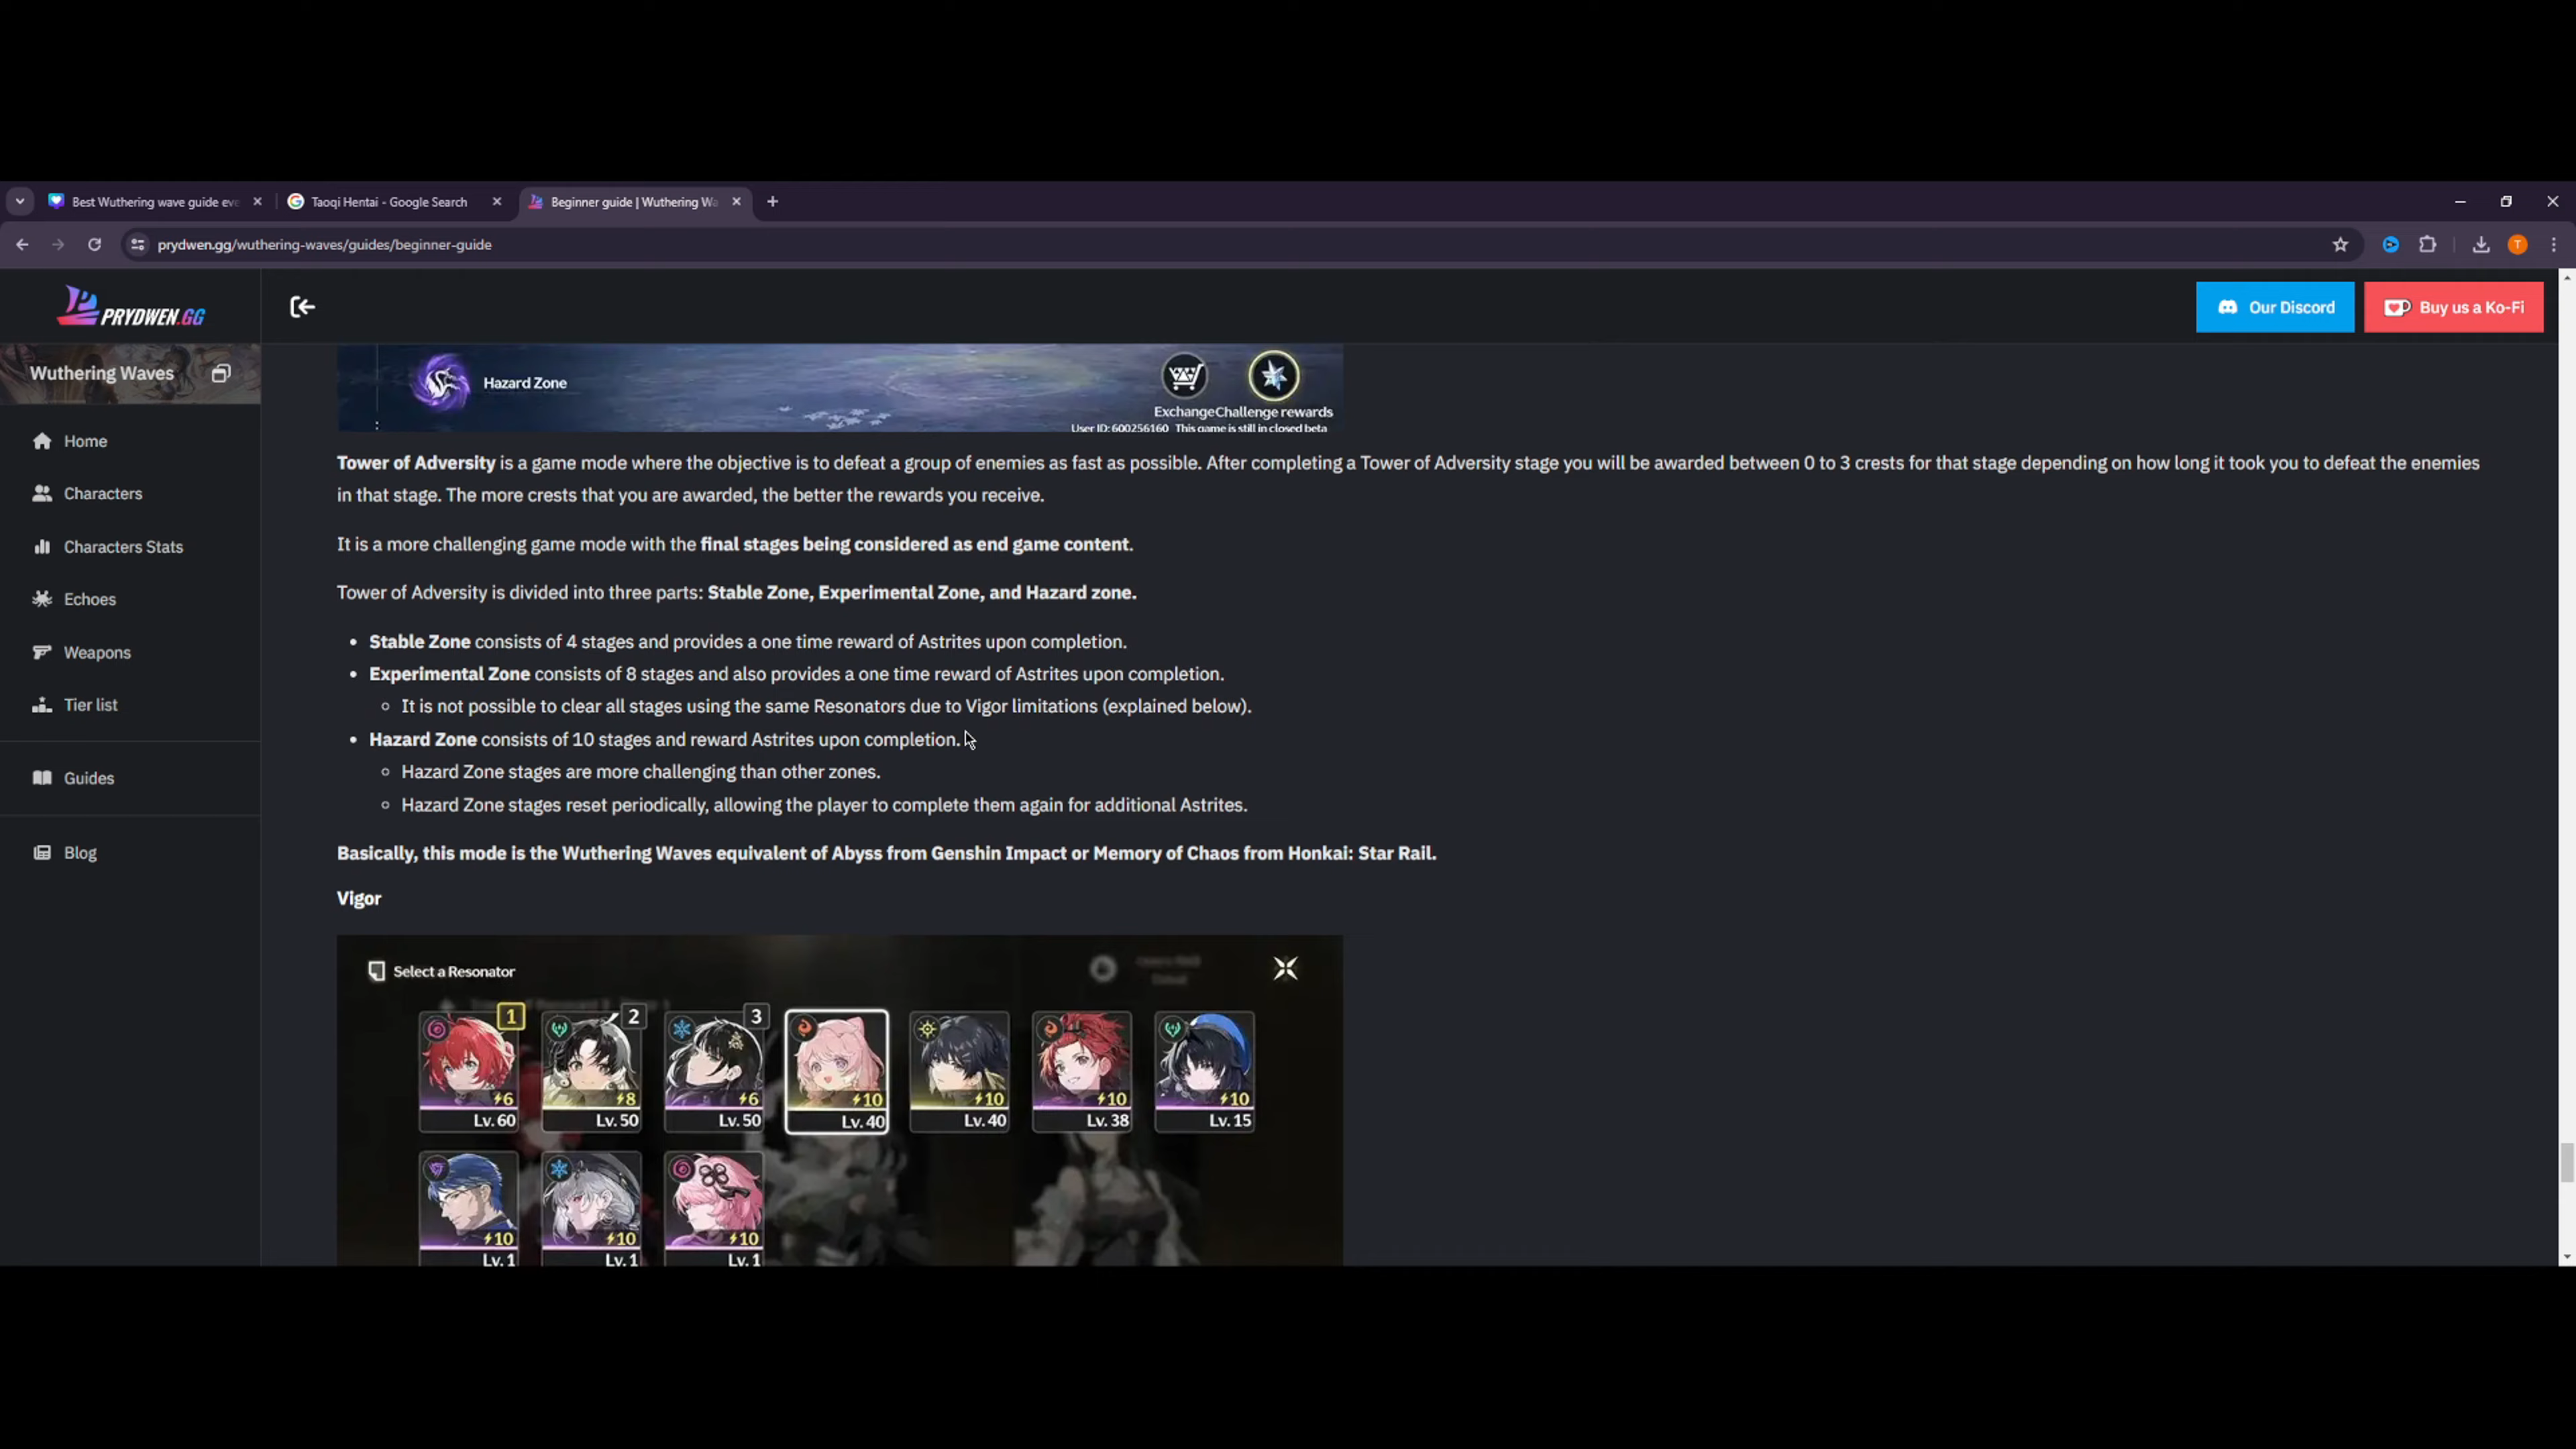 Best Wuthering wave guide eve
Taoqi Hentai - Google Search
Beginner guide | Wuthering Wa
prydwen.gg/wuthering-waves/guides/beginner-guide
T
PRYDWEN.GG
Our Discord
Buy us a Ko-Fi
Wuthering Waves
Home
Characters
Characters Stats
Echoes
Weapons
Tier list
Guides
Blog
Hazard Zone
Exchange
Challenge rewards
User ID: 600256160 This game is still in closed beta
Tower of Adversity is a game mode where the objective is to defeat a group of enemies as fast as possible. After completing a Tower of Adversity stage you will be awarded between 0 to 3 crests for that stage depending on how long it took you to defeat the enemies
in that stage. The more crests that you are awarded, the better the rewards you receive.
It is a more challenging game mode with the final stages being considered as end game content.
Tower of Adversity is divided into three parts: Stable Zone, Experimental Zone, and Hazard zone.
• Stable Zone consists of 4 stages and provides a one time reward of Astrites upon completion.
• Experimental Zone consists of 8 stages and also provides a one time reward of Astrites upon completion.
◦ It is not possible to clear all stages using the same Resonators due to Vigor limitations (explained below).
• Hazard Zone consists of 10 stages and reward Astrites upon completion.
◦ Hazard Zone stages are more challenging than other zones.
◦ Hazard Zone stages reset periodically, allowing the player to complete them again for additional Astrites.
Basically, this mode is the Wuthering Waves equivalent of Abyss from Genshin Impact or Memory of Chaos from Honkai: Star Rail.
Vigor
Select a Resonator
1 2 3
6 8 6 10 10 10 10
Lv. 60 Lv. 50 Lv. 50 Lv. 40 Lv. 40 Lv. 38 Lv. 15
10 10 10
Lv. 1 Lv. 1 Lv. 1